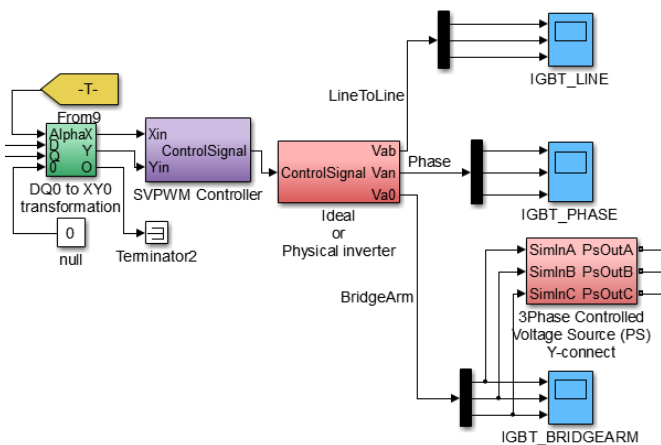 -T-
From9
Alpha X
D
Q Y
0 O
DQ0 to XY0
transformation
0
null
Xin
ControlSignal
Yin
SVPWM Controller
Terminator2
ControlSignal
Vab
Van
Va0
Ideal
or
Physical inverter
LineToLine
Phase
BridgeArm
IGBT_LINE
IGBT_PHASE
SimInA PsOutA
SimInB PsOutB
SimInC PsOutC
3Phase Controlled
Voltage Source (PS)
Y-connect
IGBT_BRIDGEARM